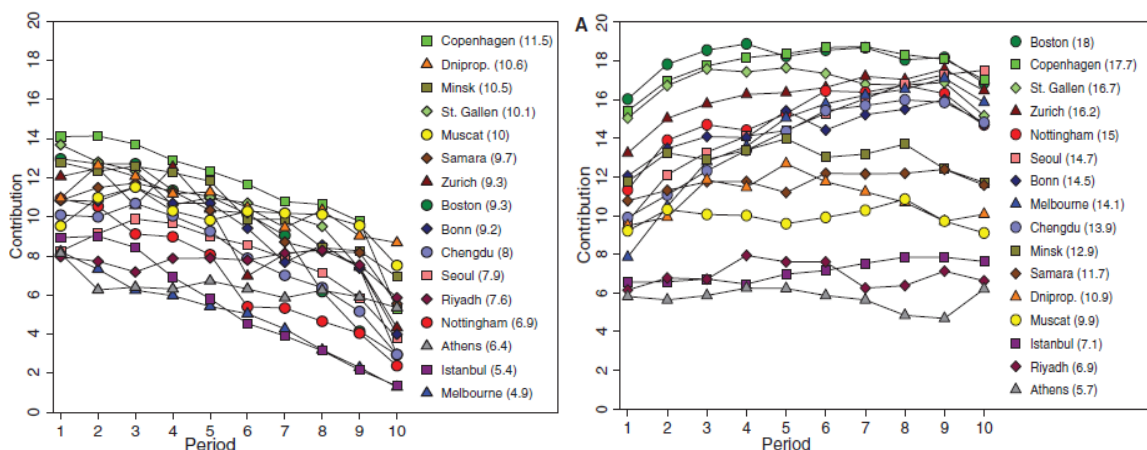 20
18
16
14
12
10
8
6
4
2
0
Contribution
1 2 3 4 5 6 7 8 9 10
Period
Copenhagen (11.5)
Dniprop. (10.6)
Minsk (10.5)
St. Gallen (10.1)
Muscat (10)
Samara (9.7)
Zurich (9.3)
Boston (9.3)
Bonn (9.2)
Chengdu (8)
Seoul (7.9)
Riyadh (7.6)
Nottingham (6.9)
Athens (6.4)
Istanbul (5.4)
Melbourne (4.9)
A
20
18
16
14
12
10
8
6
4
2
0
Contribution
1 2 3 4 5 6 7 8 9 10
Period
Boston (18)
Copenhagen (17.7)
St. Gallen (16.7)
Zurich (16.2)
Nottingham (15)
Seoul (14.7)
Bonn (14.5)
Melbourne (14.1)
Chengdu (13.9)
Minsk (12.9)
Samara (11.7)
Dniprop. (10.9)
Muscat (9.9)
Istanbul (7.1)
Riyadh (6.9)
Athens (5.7)